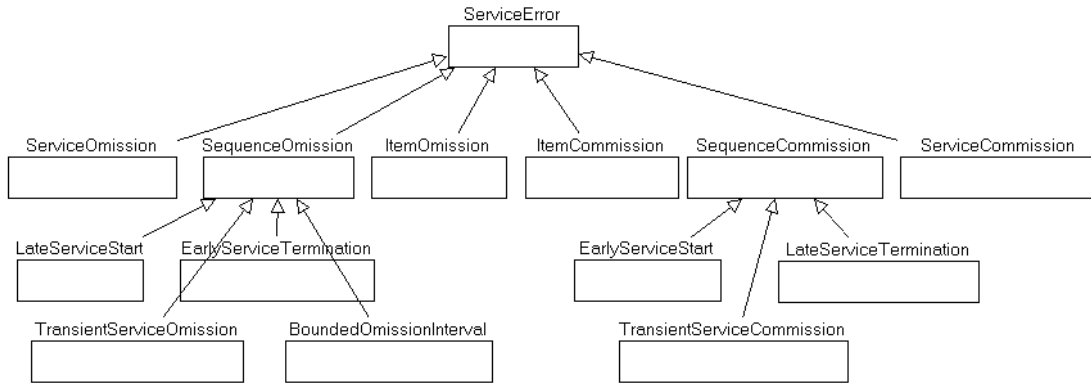 ServiceError
ServiceOmission
SequenceOmission
ItemOmission
ItemCommission
SequenceCommission
ServiceCommission
LateServiceStart
EarlyServiceTermination
EarlyServiceStart
LateServiceTermination
TransientServiceOmission
BoundedOmissionInterval
TransientServiceCommission